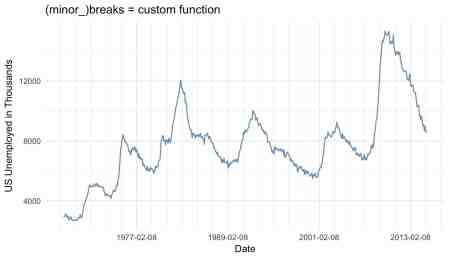 (minor_)breaks = custom function
US Unemployed in Thousands
12000
8000
4000
1977-02-08 1989-02-08 2001-02-08 2013-02-08
Date